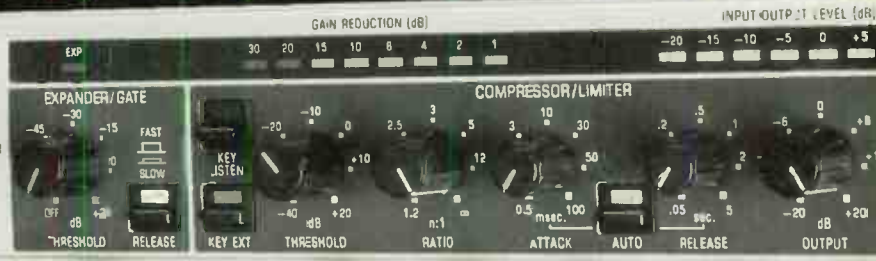 GAIN REDUCTION (dB)
INPUT/OUTPUT LEVEL (dB)
EXP 30 20 15 10 6 4 2 1 -20 -15 -10 -5 0 +5
EXPANDER/GATE
COMPRESSOR/LIMITER
-45 -30 -15 10 OFF dB
THRESHOLD
FAST
SLOW
RELEASE
KEY
LISTEN
KEY EXT
-20 -10 0 +10 -40 dB +20
THRESHOLD
2.5 3 5 12 1.2 n:1 ∞
RATIO
3 10 30 50 0.5 msec. 100
ATTACK
AUTO
.2 .5 1 2 .05 sec. 5
RELEASE
-6 0 -20 dB +20
OUTPUT